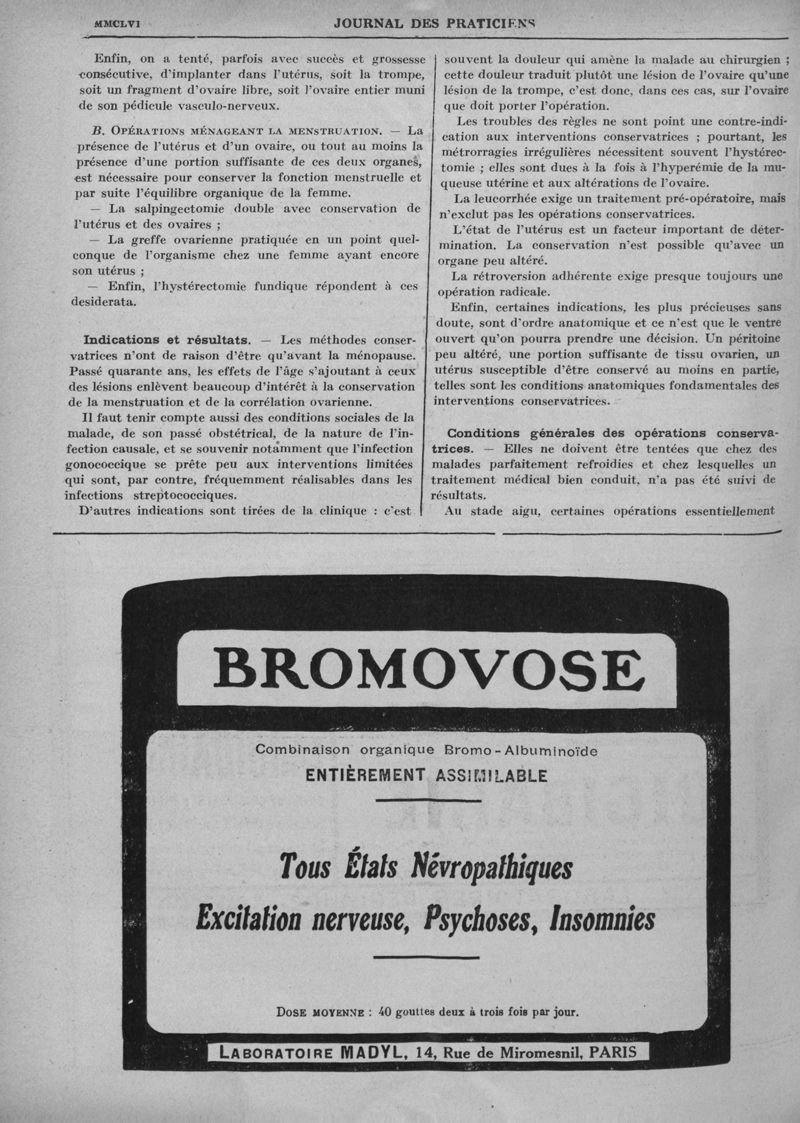 MMCLVI
JOURNAL DES PRATICIENS
Enfin, on a tenté, parfois avec succès et grossesse
consécutive, d'implanter dans l'utérus, soit la trompe,
soit un fragment d'ovaire libre, soit l'ovaire entier muni
de son pédicule vasculo-nerveux.
B. OPÉRATIONS MÉNAGEANT LA MENSTRUATION. — La
présence de l'utérus et d'un ovaire, ou tout au moins la
présence d'une portion suffisante de ces deux organes,
est nécessaire pour conserver la fonction menstruelle et
par suite l'équilibre organique de la femme.
— La salpingectomie double avec conservation de
l'utérus et des ovaires ;
— La greffe ovarienne pratiquée en un point quel-
conque de l'organisme chez une femme ayant encore
son utérus ;
— Enfin, l'hystérectomie fundique répondent à ces
desiderata.
Indications et résultats. — Les méthodes conser-
vatrices n'ont de raison d'être qu'avant la ménopause.
Passé quarante ans, les effets de l'âge s'ajoutant à ceux
des lésions enlèvent beaucoup d'intérêt à la conservation
de la menstruation et de la corrélation ovarienne.
Il faut tenir compte aussi des conditions sociales de la
malade, de son passé obstétrical, de la nature de l'in-
fection causale, et se souvenir notamment que l'infection
gonococcique se prête peu aux interventions limitées
qui sont, par contre, fréquemment réalisables dans les
infections streptococciques.
D'autres indications sont tirées de la clinique : c'est
souvent la douleur qui amène la malade au chirurgien ;
cette douleur traduit plutôt une lésion de l'ovaire qu'une
lésion de la trompe, c'est donc, dans ces cas, sur l'ovaire
que doit porter l'opération.
Les troubles des règles ne sont point une contre-indi-
cation aux interventions conservatrices ; pourtant, les
métrorragies irrégulières nécessitent souvent l'hystérec-
tomie ; elles sont dues à la fois à l'hyperémie de la mu-
queuse utérine et aux altérations de l'ovaire.
La leucorrhée exige un traitement pré-opératoire, mais
n'exclut pas les opérations conservatrices.
L'état de l'utérus est un facteur important de déter-
mination. La conservation n'est possible qu'avec un
organe peu altéré.
La rétroversion adhérente exige presque toujours une
opération radicale.
Enfin, certaines indications, les plus précieuses sans
doute, sont d'ordre anatomique et ce n'est que le ventre
ouvert qu'on pourra prendre une décision. Un péritoine
peu altéré, une portion suffisante de tissu ovarien, un
utérus susceptible d'être conservé au moins en partie,
telles sont les conditions anatomiques fondamentales des
interventions conservatrices.
Conditions générales des opérations conserva-
trices. — Elles ne doivent être tentées que chez des
malades parfaitement refroidies et chez lesquelles un
traitement médical bien conduit, n'a pas été suivi de
résultats.
Au stade aigu, certaines opérations essentiellement
BROMOVOSE
Combinaison organique Bromo-Albuminoïde
ENTIÈREMENT ASSIMILABLE
Tous États Névropathiques
Excitation nerveuse, Psychoses, Insomnies
DOSE MOYENNE : 40 gouttes deux à trois fois par jour.
LABORATOIRE MADYL, 14, Rue de Miromesnil, PARIS